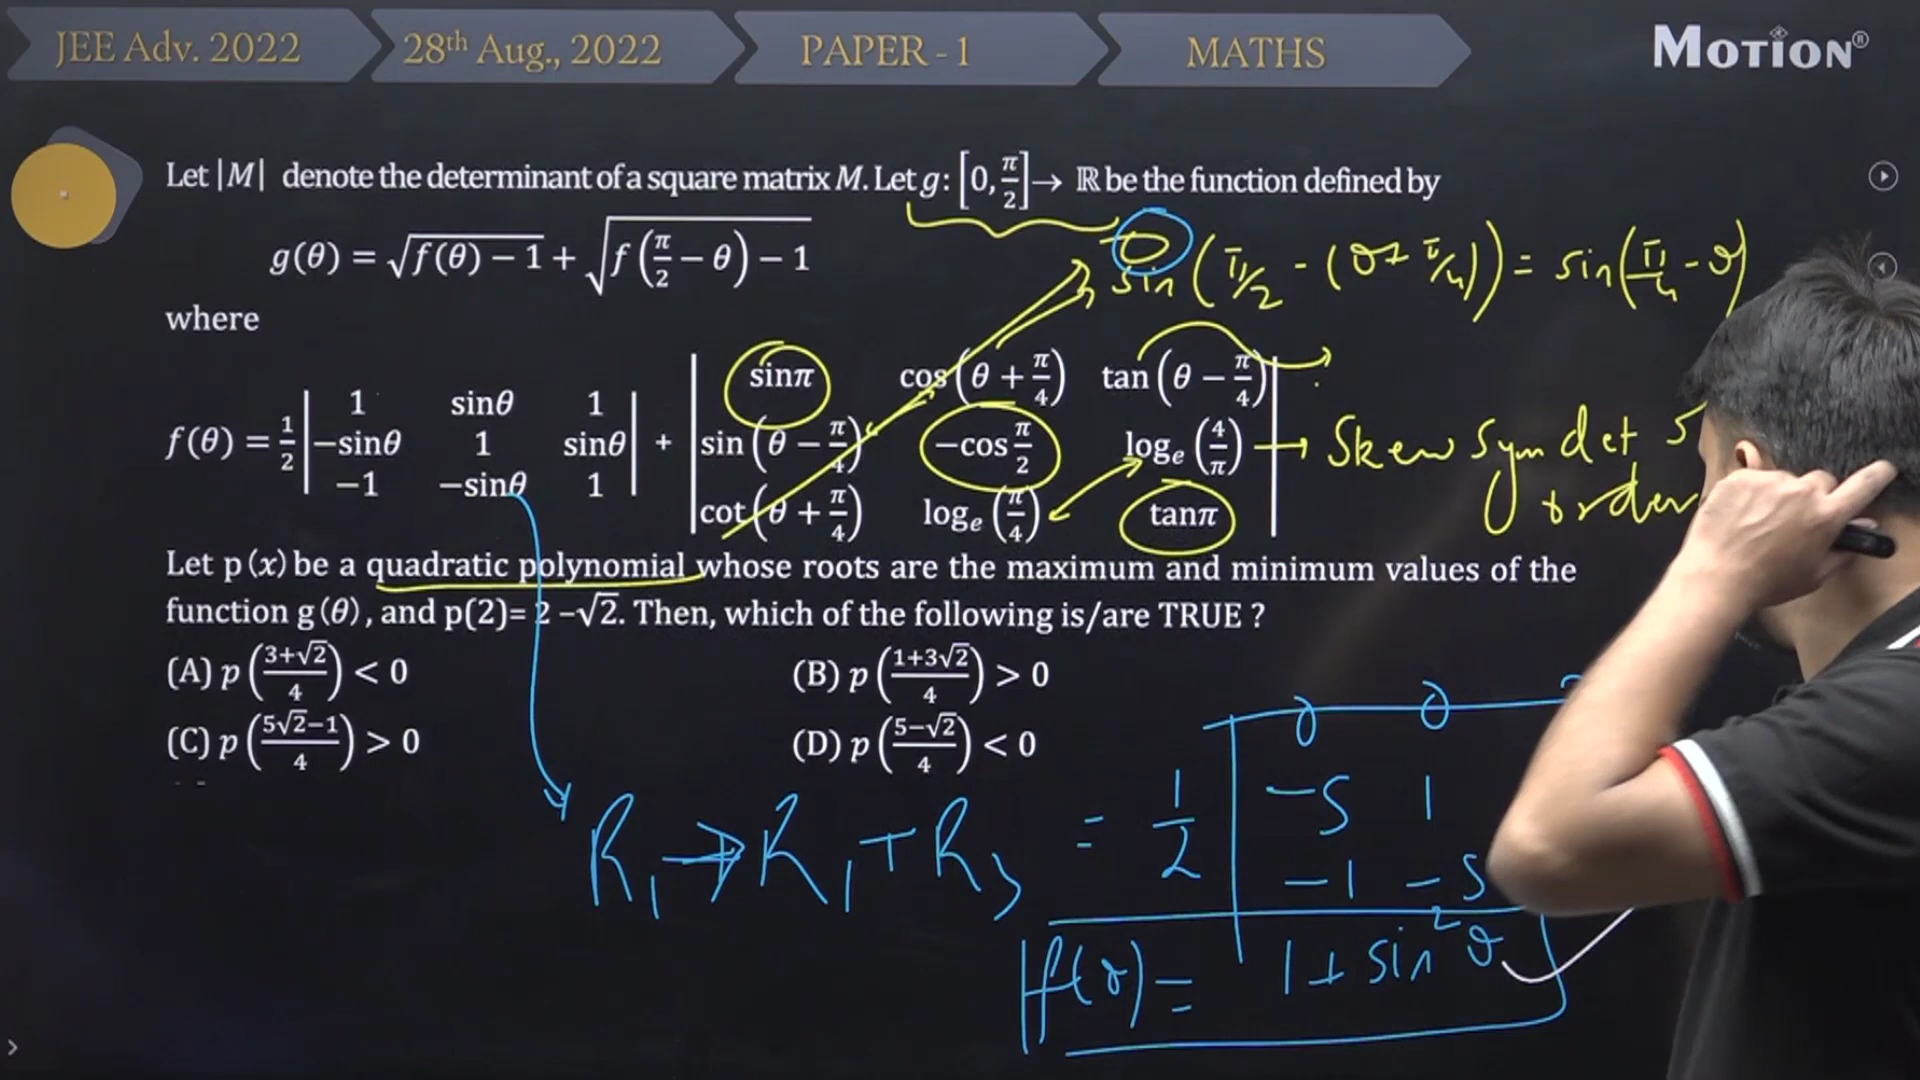 JEE Adv. 2022 28th Aug., 2022 PAPER - 1 MATHS MOTION®
Let |M| denote the determinant of a square matrix M. Let g: [0, π/2] → ℝ be the function defined by
g(θ) = √(f(θ) − 1) + √(f(π/2 − θ) − 1)
sin(π/2 - (θ + π/4)) = sin(π/4 - θ)
where
f(θ) = 1/2 | 1 sinθ 1 | + | sinπ cos(θ + π/4) tan(θ − π/4) |
| −sinθ 1 sinθ | | sin(θ − π/4) −cos π/2 logₑ(4/π) | → Skew Sym det
| −1 −sinθ 1 | | cot(θ + π/4) logₑ(π/4) tanπ | order
Let p(x) be a quadratic polynomial whose roots are the maximum and minimum values of the
function g(θ), and p(2)= 2 −√2. Then, which of the following is/are TRUE ?
(A) p((3+√2)/4) < 0 (B) p((1+3√2)/4) > 0
(C) p((5√2−1)/4) > 0 (D) p((5−√2)/4) < 0
R₁ → R₁ + R₃ = 1/2 | 0 0
-S 1
-1 -S
f(θ) = 1 + sin²θ